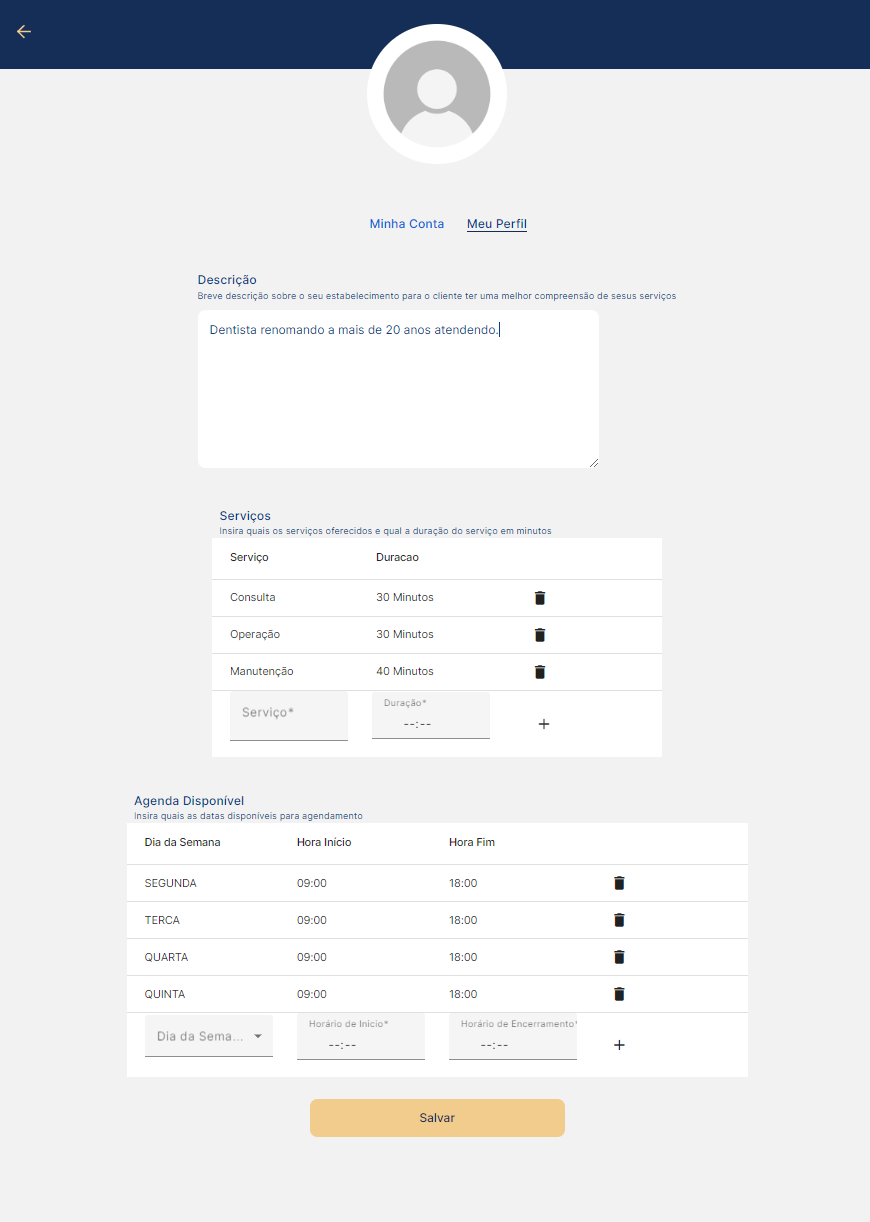 Minha Conta Meu Perfil
Descrição
Breve descrição sobre o seu estabelecimento para o cliente ter uma melhor compreensão de sesus serviços
Dentista renomando a mais de 20 anos atendendo.
Serviços
Insira quais os serviços oferecidos e qual a duração do serviço em minutos
Serviço Duracao
Consulta 30 Minutos
Operação 30 Minutos
Manutenção 40 Minutos
Serviço* Duração*
--:--
Agenda Disponível
Insira quais as datas disponíveis para agendamento
Dia da Semana Hora Início Hora Fim
SEGUNDA 09:00 18:00
TERCA 09:00 18:00
QUARTA 09:00 18:00
QUINTA 09:00 18:00
Dia da Sema... Horário de Inicio* Horário de Encerramento*
--:-- --:--
Salvar